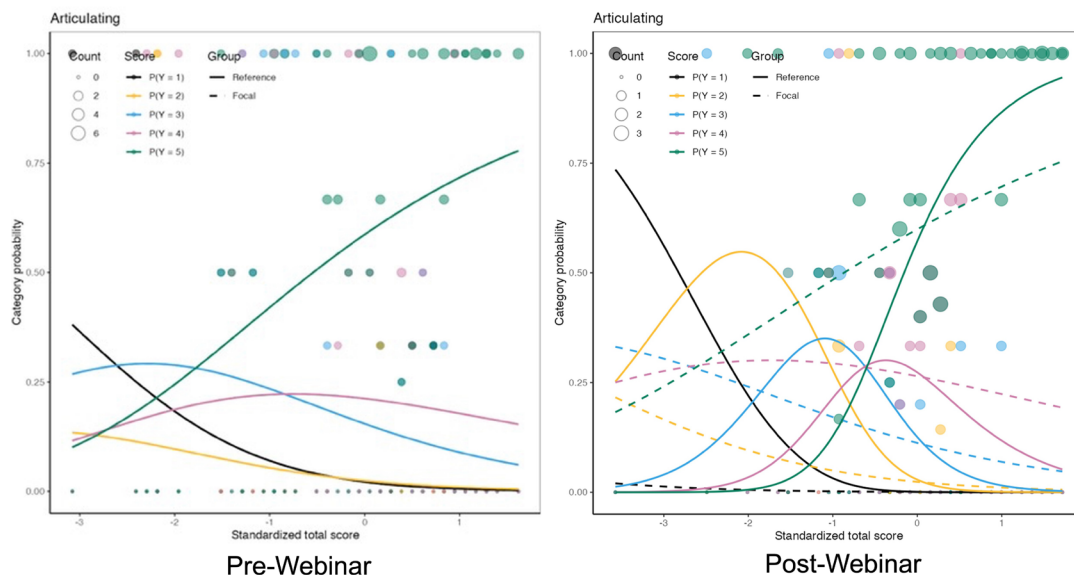 Articulating
Count Score Group
0 P(Y = 1) Reference
2 P(Y = 2) Focal
4 P(Y = 3)
6 P(Y = 4)
P(Y = 5)
Category probability
1.00
0.75
0.50
0.25
0.00
-3 -2 -1 0 1
Standardized total score
Pre-Webinar
Articulating
Count Score Group
0 P(Y = 1) Reference
1 P(Y = 2) Focal
2 P(Y = 3)
3 P(Y = 4)
P(Y = 5)
Category probability
1.00
0.75
0.50
0.25
0.00
-3 -2 -1 0 1
Standardized total score
Post-Webinar